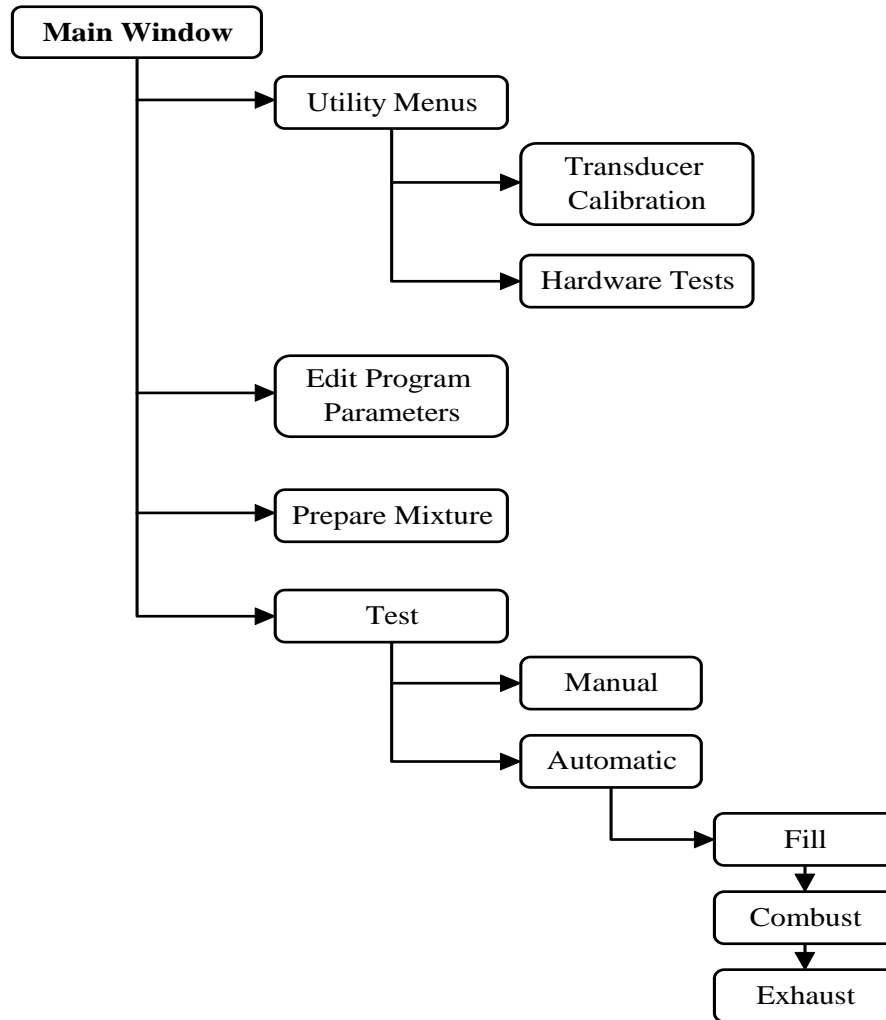 Main Window
Utility Menus
Transducer
Calibration
Hardware Tests
Edit Program
Parameters
Prepare Mixture
Test
Manual
Automatic
Fill
Combust
Exhaust